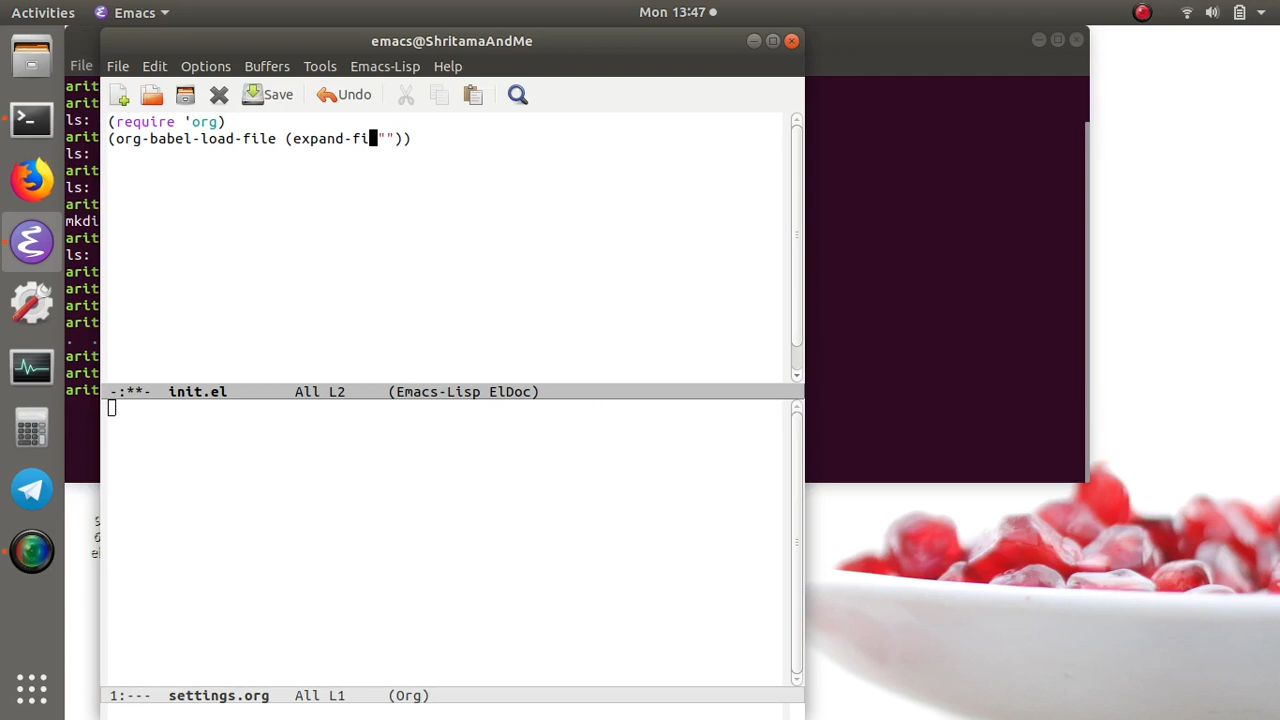 Activities Emacs Mon 13:47
emacs@ShritamaAndMe
File
File Edit Options Buffers Tools Emacs-Lisp Help
Save Undo
arit
(require 'org)
arit
(org-babel-load-file (expand-fi""))
ls:
arit
ls:
arit
ls:
arit
mkdi
arit
ls:
arit
arit
arit
arit
. .
arit
arit
arit
-:**- init.el All L2 (Emacs-Lisp ElDoc)
1:--- settings.org All L1 (Org)